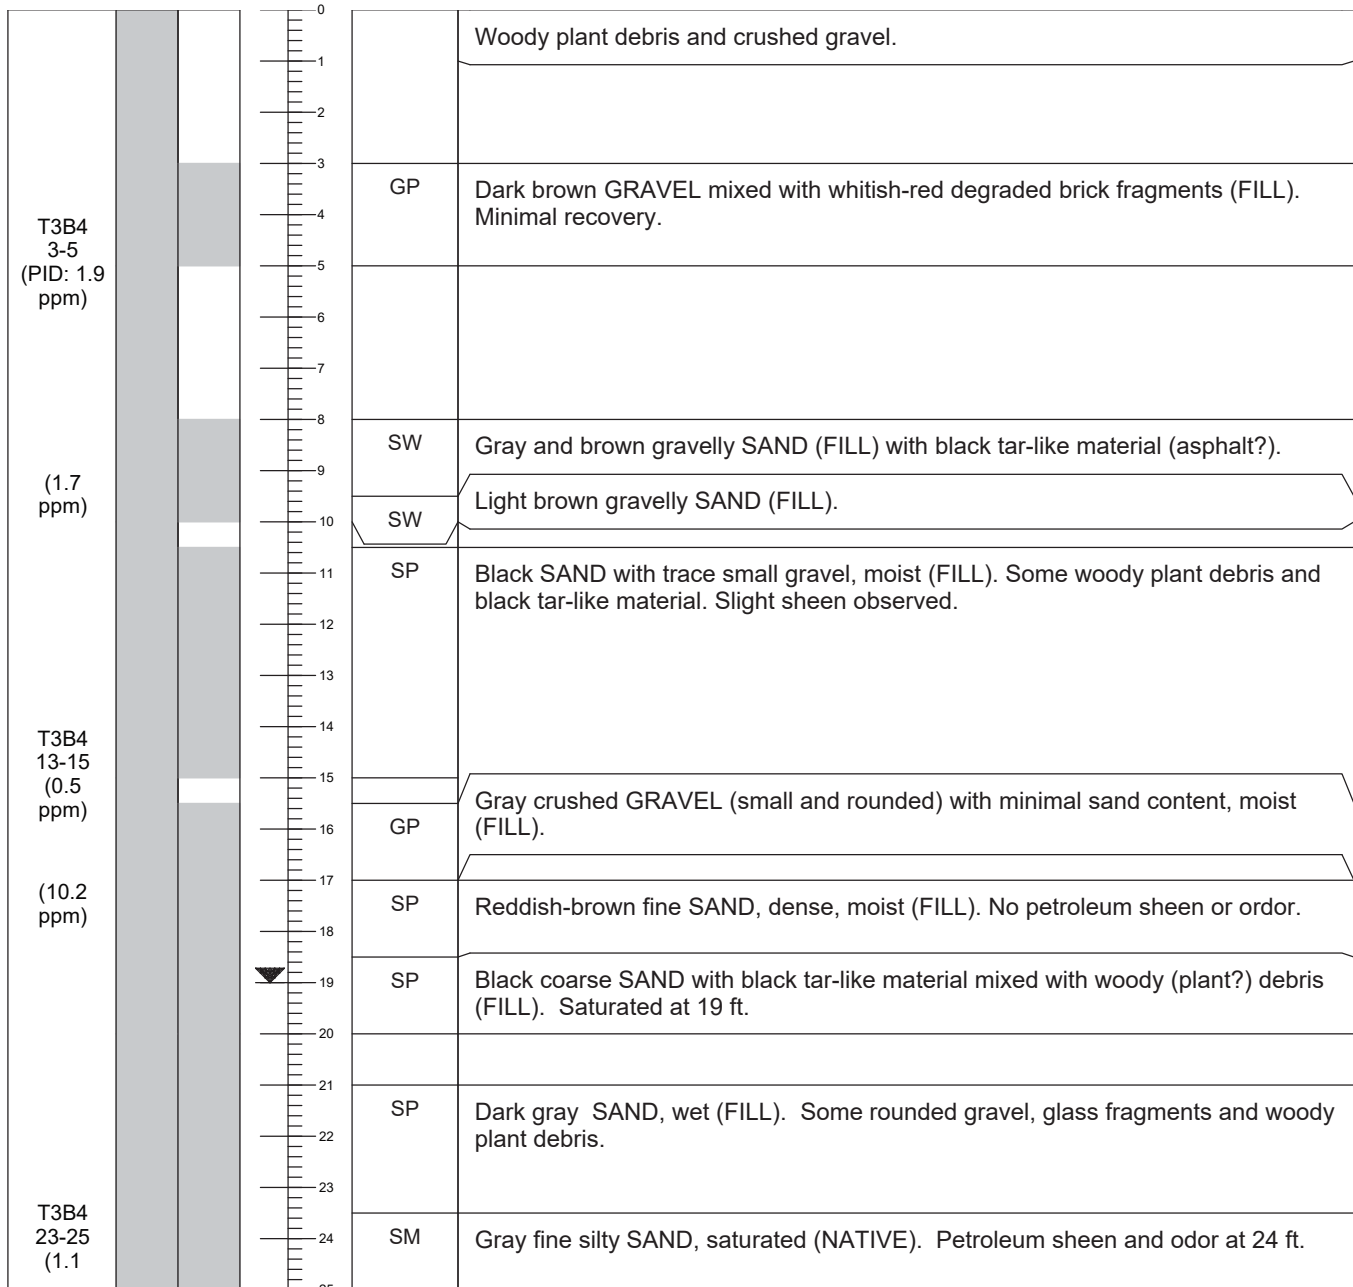 0
Woody plant debris and crushed gravel.
1
2
3
GP
Dark brown GRAVEL mixed with whitish-red degraded brick fragments (FILL).
Minimal recovery.
T3B4
3-5
(PID: 1.9
ppm)
4
5
6
7
8
SW
Gray and brown gravelly SAND (FILL) with black tar-like material (asphalt?).
9
(1.7
ppm)
Light brown gravelly SAND (FILL).
SW
10
SP
Black SAND with trace small gravel, moist (FILL). Some woody plant debris and
black tar-like material. Slight sheen observed.
11
12
13
14
T3B4
13-15
(0.5
ppm)
15
Gray crushed GRAVEL (small and rounded) with minimal sand content, moist
(FILL).
GP
16
17
(10.2
ppm)
SP
Reddish-brown fine SAND, dense, moist (FILL). No petroleum sheen or ordor.
18
SP
Black coarse SAND with black tar-like material mixed with woody (plant?) debris
(FILL).  Saturated at 19 ft.
19
20
21
SP
Dark gray  SAND, wet (FILL).  Some rounded gravel, glass fragments and woody
plant debris.
22
23
T3B4
23-25
(1.1
24
SM
Gray fine silty SAND, saturated (NATIVE).  Petroleum sheen and odor at 24 ft.